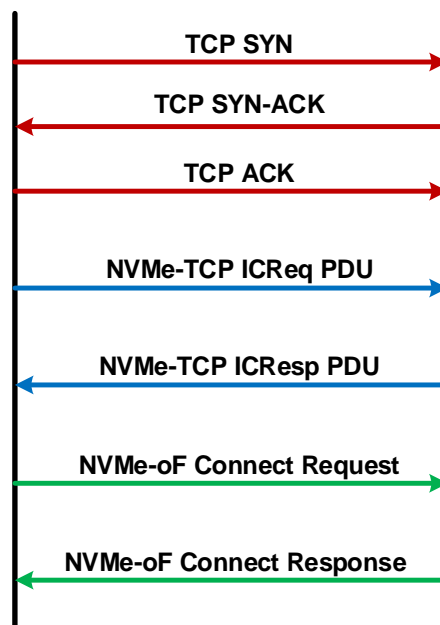 TCP SYN
TCP SYN-ACK
TCP ACK
NVMe-TCP ICReq PDU
NVMe-TCP ICResp PDU
NVMe-oF Connect Request
NVMe-oF Connect Response